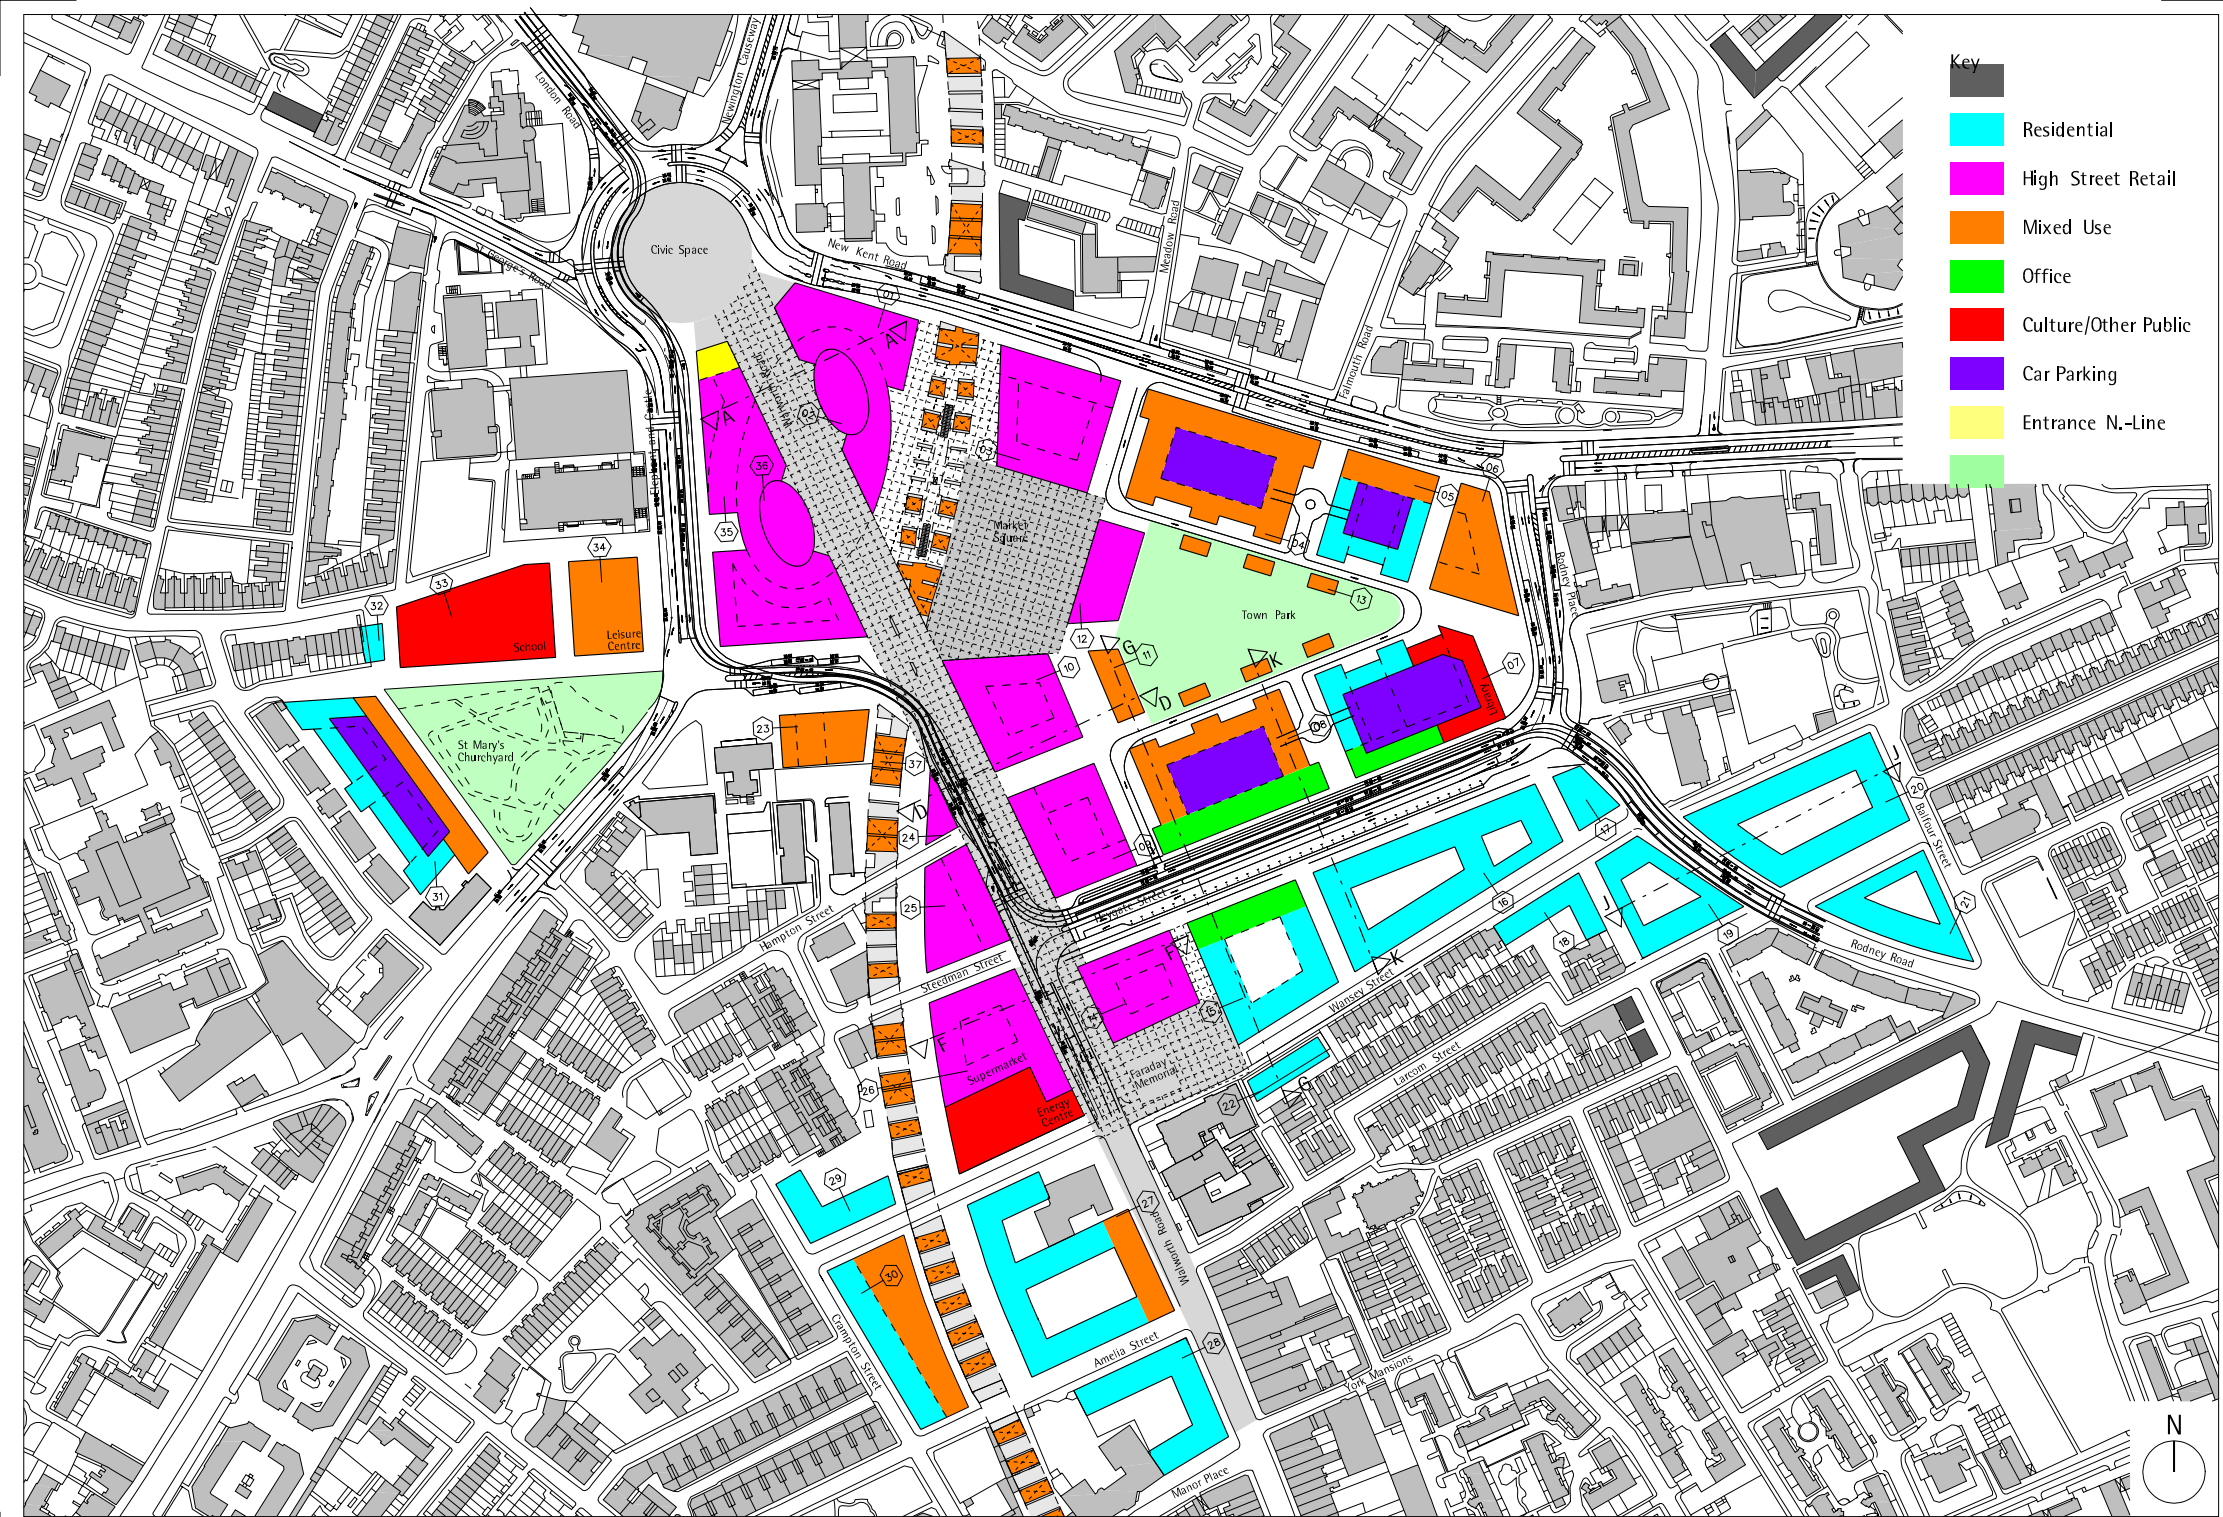 Key
Residential
High Street Retail
Mixed Use
Office
Culture/Other Public
Car Parking
Entrance N.-Line
London Road
Newington Causeway
St George's Road
Civic Space
New Kent Road
Meadow Road
Falmouth Road
Elephant and Castle
Rodney Place
Market
Square
Town Park
School
Leisure
Centre
St Mary's
Churchyard
Library
Balfour Street
Rodney Road
Heygate Street
Hampton Street
Steedman Street
Wansey Street
Larcom Street
Supermarket
Energy
Centre
Faraday's
Memorial
Walworth Road
Crampton Street
Amelia Street
York Mansions
Manor Place
N
01
02
03
04
05
06
07
08
08
09
10
11
12
13
14
15
16
17
18
19
20
21
22
23
24
25
26
27
28
29
30
31
32
33
34
35
36
37
A
A
D
D
F
F
G
G
J
J
K
K